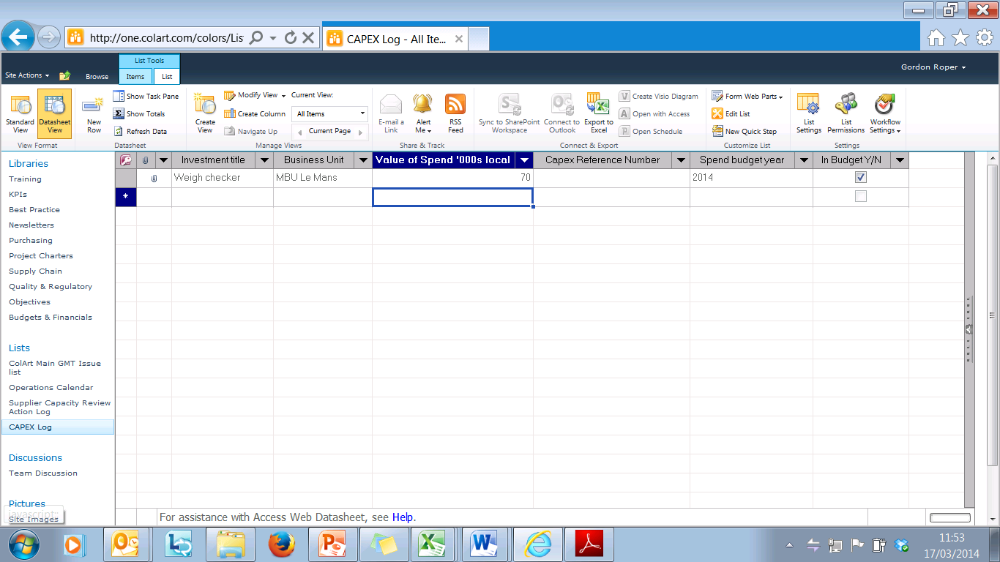 http://one.colart.com/colors/Lis
CAPEX Log - All Ite...
List Tools
Site Actions
Browse
Items
List
Gordon Roper
Standard View
Datasheet View
New Row
Show Task Pane
Show Totals
Refresh Data
Create View
Modify View
Create Column
Navigate Up
Current View:
All Items
Current Page
E-mail a Link
Alert Me
RSS Feed
Sync to SharePoint Workspace
Connect to Outlook
Export to Excel
Create Visio Diagram
Open with Access
Open Schedule
Form Web Parts
Edit List
New Quick Step
List Settings
List Permissions
Workflow Settings
View Format
Datasheet
Manage Views
Share & Track
Connect & Export
Customize List
Settings
Libraries
Training
KPIs
Best Practice
Newsletters
Purchasing
Project Charters
Supply Chain
Quality & Regulatory
Objectives
Budgets & Financials
Lists
ColArt Main GMT Issue
list
Operations Calendar
Supplier Capacity Review
Action Log
CAPEX Log
Discussions
Team Discussion
Pictures
Site Images
Investment title
Business Unit
Value of Spend '000s local
Capex Reference Number
Spend budget year
In Budget Y/N
Weigh checker
MBU Le Mans
70
2014
*
For assistance with Access Web Datasheet, see Help.
11:53
17/03/2014